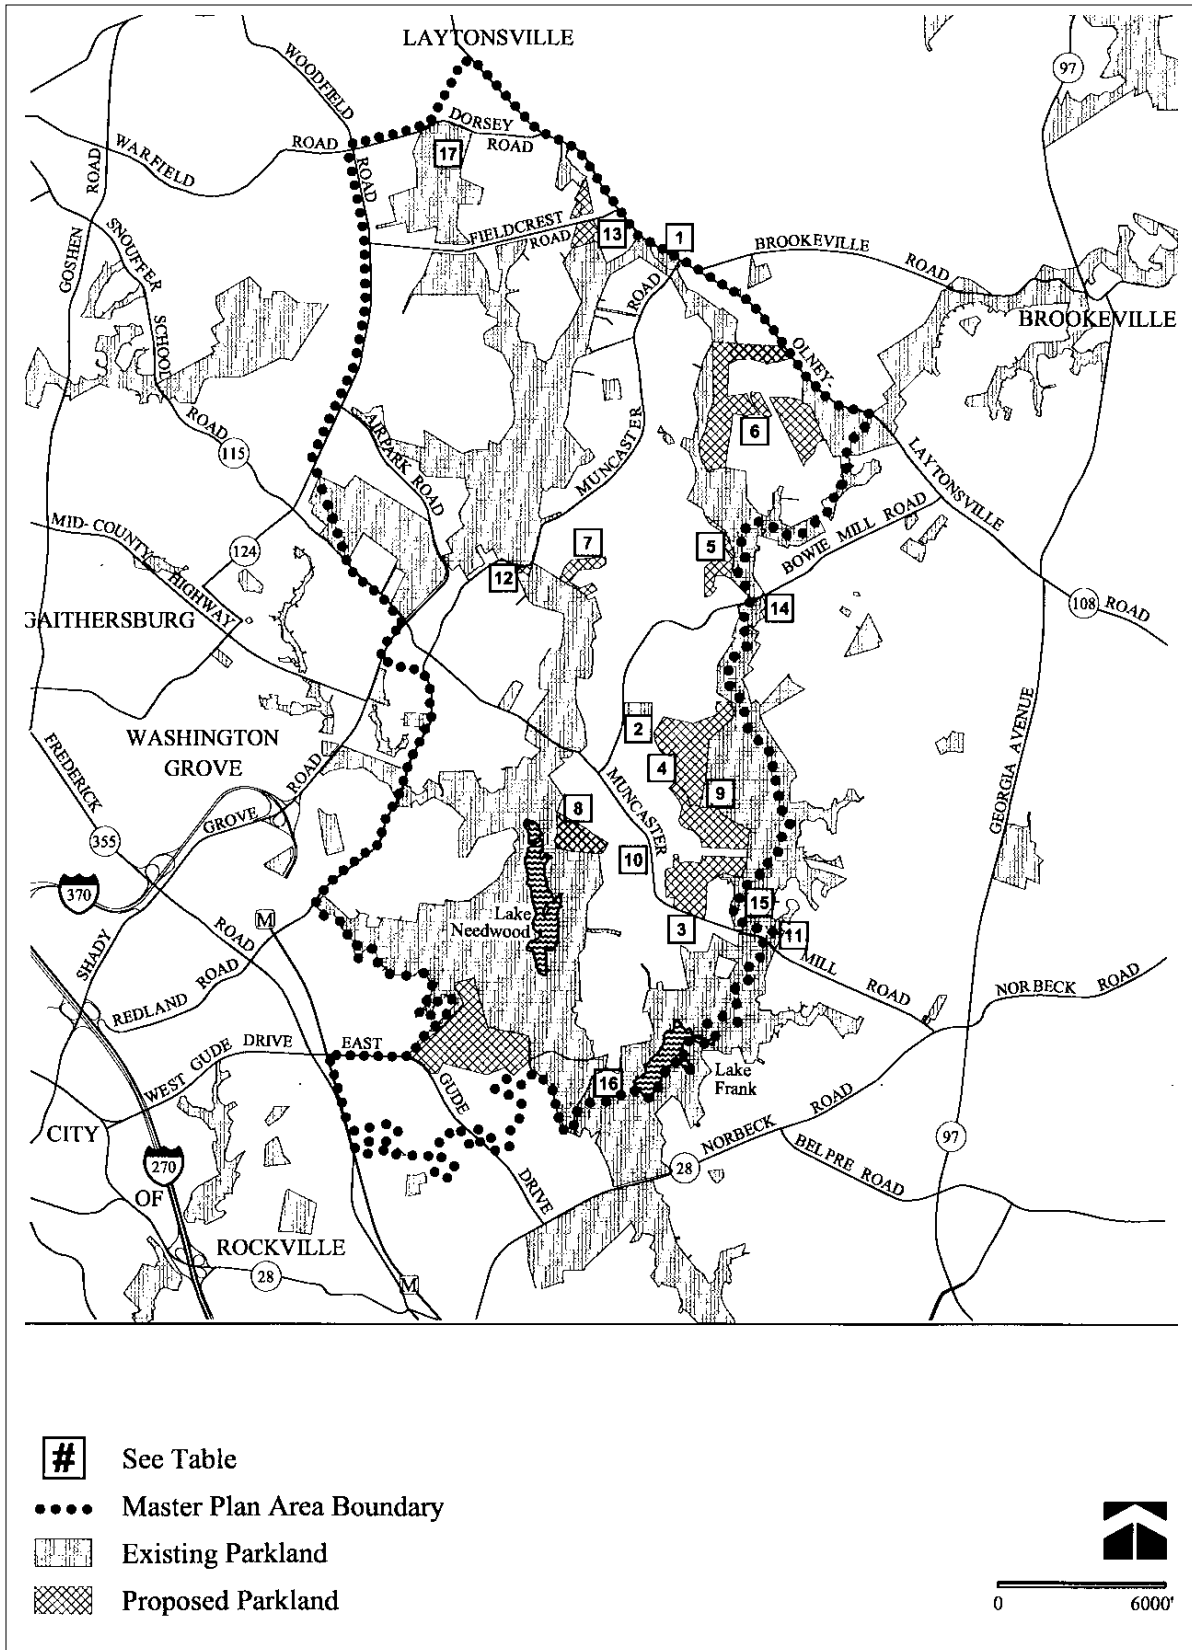 LAYTONSVILLE
WOODFIELD
97
DORSEY
ROAD
17
ROAD
WARFIELD
ROAD
ROAD
FIELDCREST
ROAD
13
1
BROOKEVILLE
ROAD
GOSHEN
SNOUFFER
ROAD
BROOKEVILLE
SCHOOL
OLNEY-
ROAD
115
AIRPARK
ROAD
MUNCASTER
6
LAYTONSVILLE
MID-COUNTY
HIGHWAY
124
7
5
BOWIE MILL ROAD
12
14
108
ROAD
GAITHERSBURG
WASHINGTON
GROVE
2
4
9
GEORGIA AVENUE
FREDERICK
ROAD
GROVE
8
MUNCASTER
355
10
370
Lake
Needwood
15
M
3
11
SHADY
ROAD
MILL
ROAD
REDLAND
ROAD
NORBECK
ROAD
WEST GUDE
DRIVE
EAST
GUDE
16
Lake
Frank
CITY
NORBECK
ROAD
97
270
28
BELPRE ROAD
OF
DRIVE
ROCKVILLE
28
M
# See Table
Master Plan Area Boundary
Existing Parkland
Proposed Parkland
0 6000'